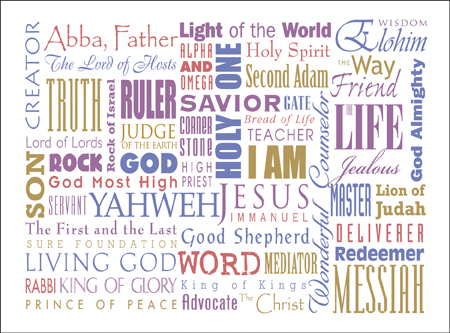 CREATOR
Abba, Father
The Lord of Hosts
TRUTH
Rock of Israel
RULER
JUDGE
OF THE EARTH
GOD
Lord of Lords
SON
ROCK
God Most High
SERVANT
YAHWEH
The First and the Last
SURE FOUNDATION
LIVING GOD
RABBI
KING OF GLORY
PRINCE OF PEACE
Light of the World
ALPHA
AND
OMEGA
HOLY ONE
Holy Spirit
Second Adam
SAVIOR
GATE
CORNER
STONE
Bread of Life
TEACHER
HIGH
PRIEST
I AM
JESUS
IMMANUEL
Good Shepherd
WORD
MEDIATOR
King of Kings
Advocate
The Christ
Wonderful Counselor
WISDOM
Elohim
THE Way
Friend
THE LIFE
God Almighty
Jealous
MASTER
Lion of
Judah
DELIVERER
Redeemer
MESSIAH